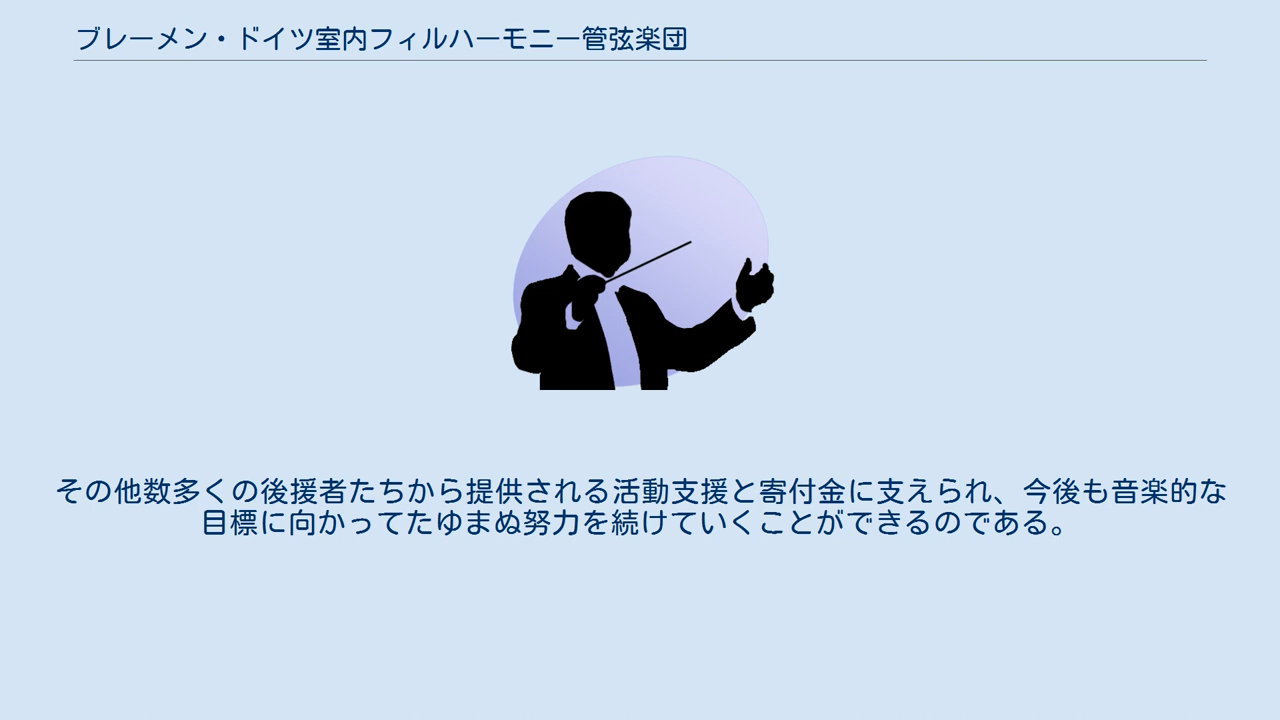 ブレーメン・ドイツ室内フィルハーモニー管弦楽団
その他数多くの後援者たちから提供される活動支援と寄付金に支えられ、今後も音楽的な
目標に向かってたゆまぬ努力を続けていくことができるのである。